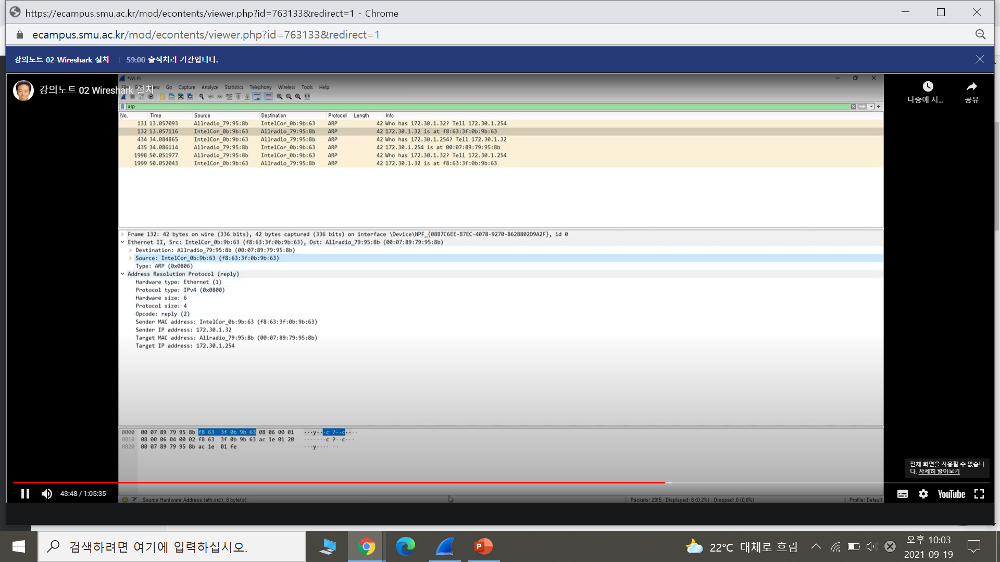 https://ecampus.smu.ac.kr/mod/econtents/viewer.php?id=763133&redirect=1 - Chrome
ecampus.smu.ac.kr/mod/econtents/viewer.php?id=763133&redirect=1
강의노트 02-Wireshark 설치 59:00 출석처리 기간입니다.
*Wi-Fi
Go Capture Analyze Statistics Telephony Wireless Tools Help
강의노트 02 Wireshark 설치
나중에 시...
공유
arp
No. Time Source Destination Protocol Length Info
131 13.057093 Allradio_79:95:8b IntelCor_0b:9b:63 ARP 42 Who has 172.30.1.32? Tell 172.30.1.254
132 13.057116 IntelCor_0b:9b:63 Allradio_79:95:8b ARP 42 172.30.1.32 is at f8:63:3f:0b:9b:63
434 34.084865 IntelCor_0b:9b:63 Allradio_79:95:8b ARP 42 Who has 172.30.1.254? Tell 172.30.1.32
435 34.086114 Allradio_79:95:8b IntelCor_0b:9b:63 ARP 42 172.30.1.254 is at 00:07:89:79:95:8b
1998 50.051977 Allradio_79:95:8b IntelCor_0b:9b:63 ARP 42 Who has 172.30.1.32? Tell 172.30.1.254
1999 50.052043 IntelCor_0b:9b:63 Allradio_79:95:8b ARP 42 172.30.1.32 is at f8:63:3f:0b:9b:63
Frame 132: 42 bytes on wire (336 bits), 42 bytes captured (336 bits) on interface \Device\NPF_{08B7C6EE-B7EC-4078-9270-8628802D9A2F}, id 0
Ethernet II, Src: IntelCor_0b:9b:63 (f8:63:3f:0b:9b:63), Dst: Allradio_79:95:8b (00:07:89:79:95:8b)
Destination: Allradio_79:95:8b (00:07:89:79:95:8b)
Source: IntelCor_0b:9b:63 (f8:63:3f:0b:9b:63)
Type: ARP (0x0806)
Address Resolution Protocol (reply)
Hardware type: Ethernet (1)
Protocol type: IPv4 (0x0800)
Hardware size: 6
Protocol size: 4
Opcode: reply (2)
Sender MAC address: IntelCor_0b:9b:63 (f8:63:3f:0b:9b:63)
Sender IP address: 172.30.1.32
Target MAC address: Allradio_79:95:8b (00:07:89:79:95:8b)
Target IP address: 172.30.1.254
0000 00 07 89 79 95 8b f8 63 3f 0b 9b 63 08 06 00 01 ···y···c ?··c····
0010 08 00 06 04 00 02 f8 63 3f 0b 9b 63 ac 1e 01 20 ·······c ?··c···
0020 00 07 89 79 95 8b ac 1e 01 fe ···y···· ··
전체 화면을 사용할 수 없습니
다. 자세히 알아보기
43:48 / 1:05:35
YouTube
Source Hardware Address (eth.src), 6 byte(s) Packets: 2915 · Displayed: 6 (0.2%) · Dropped: 0 (0.0%) Profile: Default
검색하려면 여기에 입력하십시오.
22°C 대체로 흐림
오후 10:03
2021-09-19